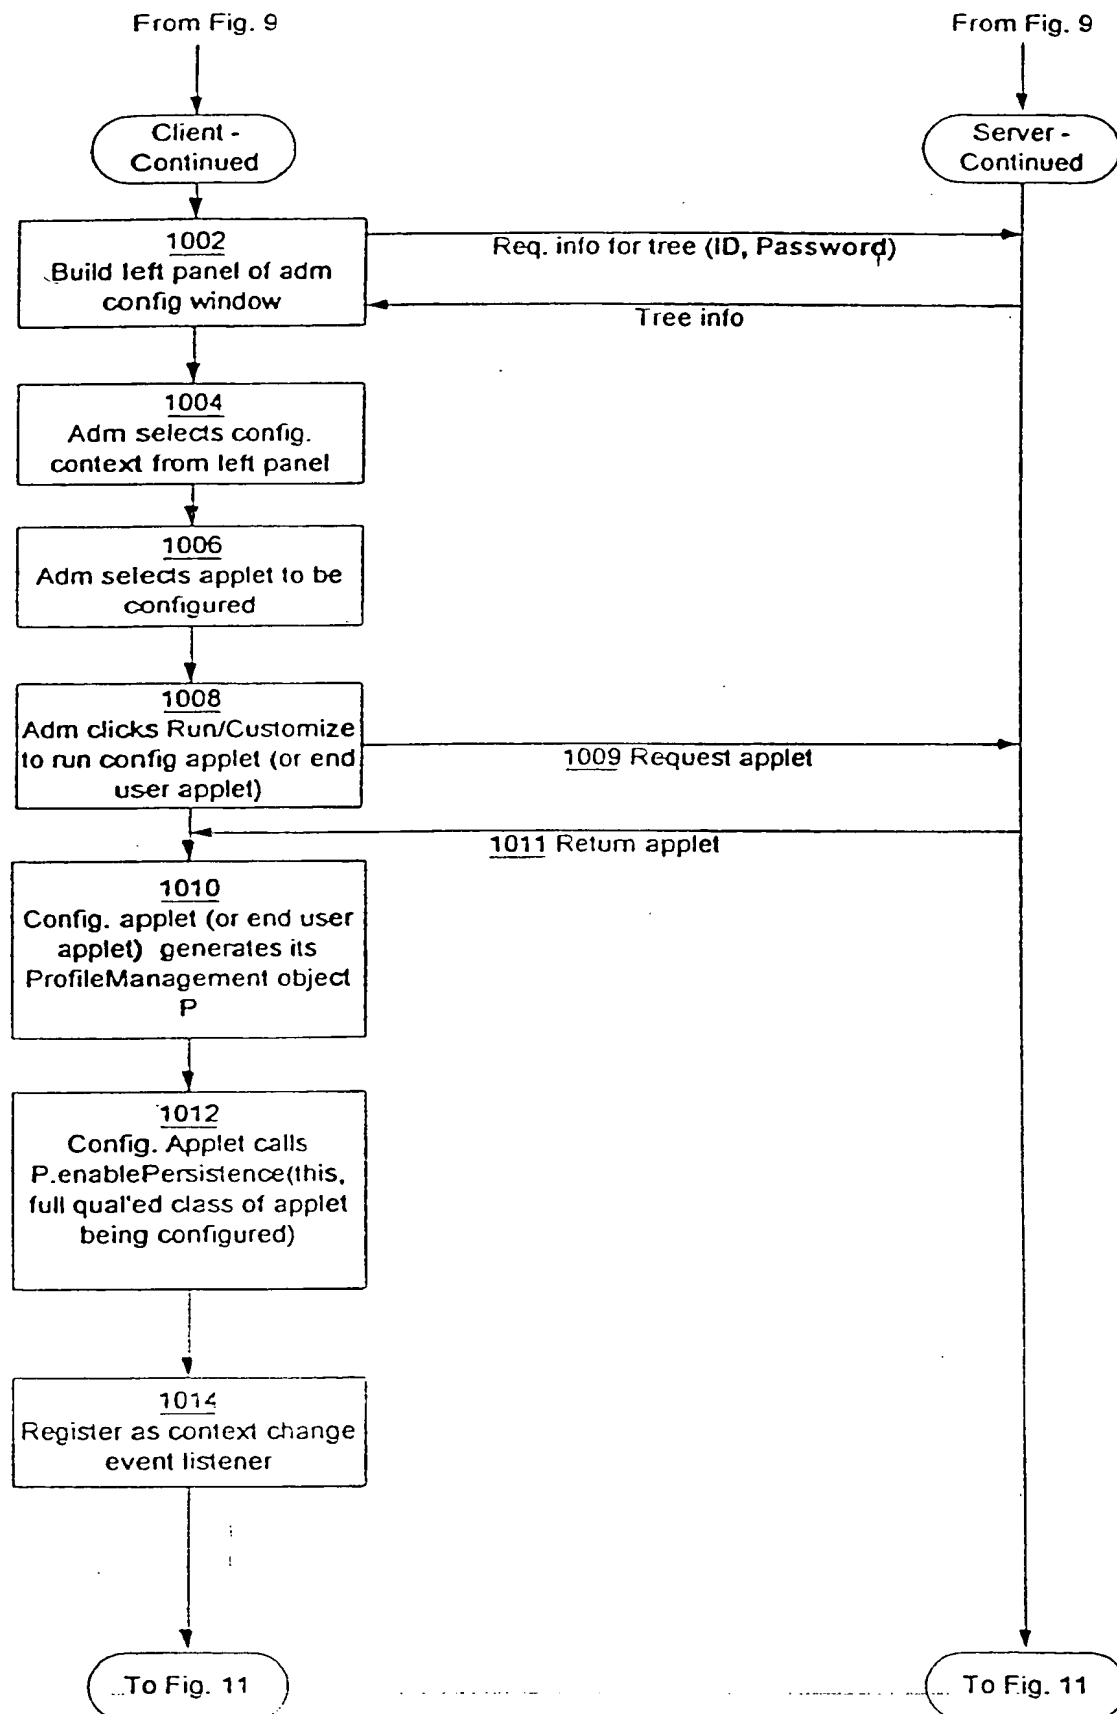 From Fig. 9
From Fig. 9
Client -
Continued
Server -
Continued
1002
Build left panel of adm
config window
Req. info for tree (ID, Password)
Tree info
1004
Adm selects config.
context from left panel
1006
Adm selects applet to be
configured
1008
Adm clicks Run/Customize
to run config applet (or end
user applet)
1009 Request applet
1011 Return applet
1010
Config. applet (or end user
applet) generates its
ProfileManagement object
P
1012
Config. Applet calls
P.enablePersistence(this,
full qual'ed class of applet
being configured)
1014
Register as context change
event listener
To Fig. 11
To Fig. 11